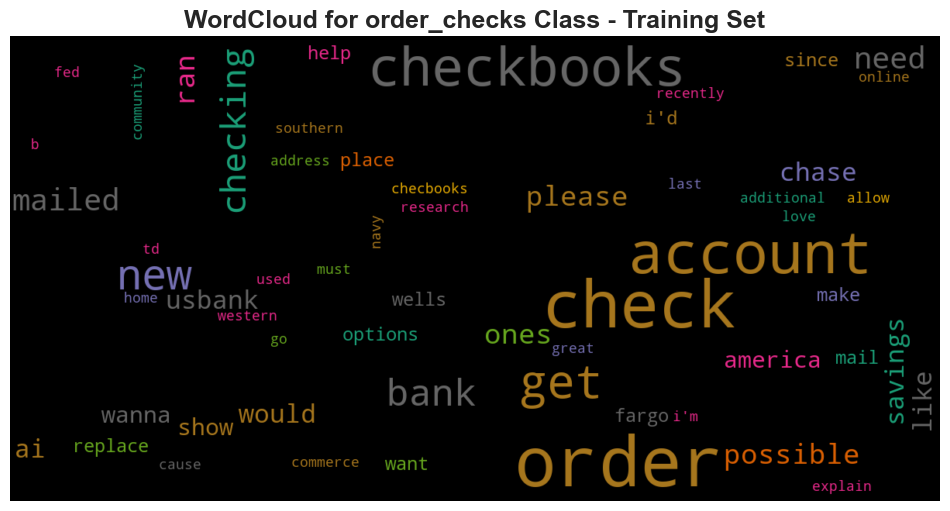 WordCloud for order_checks Class - Training Set
fed
community
ran
checking
help
checkbooks
since
need
online
recently
i'd
southern
b
address
place
checbooks
research
please
last
chase
additional
allow
love
mailed
navy
td
new
home
usbank
used
must
western
go
wells
options
account
check
make
ones
great
get
america
mail
savings
like
bank
wanna
show
would
fargo
i'm
ai
replace
cause
commerce
want
order
possible
explain